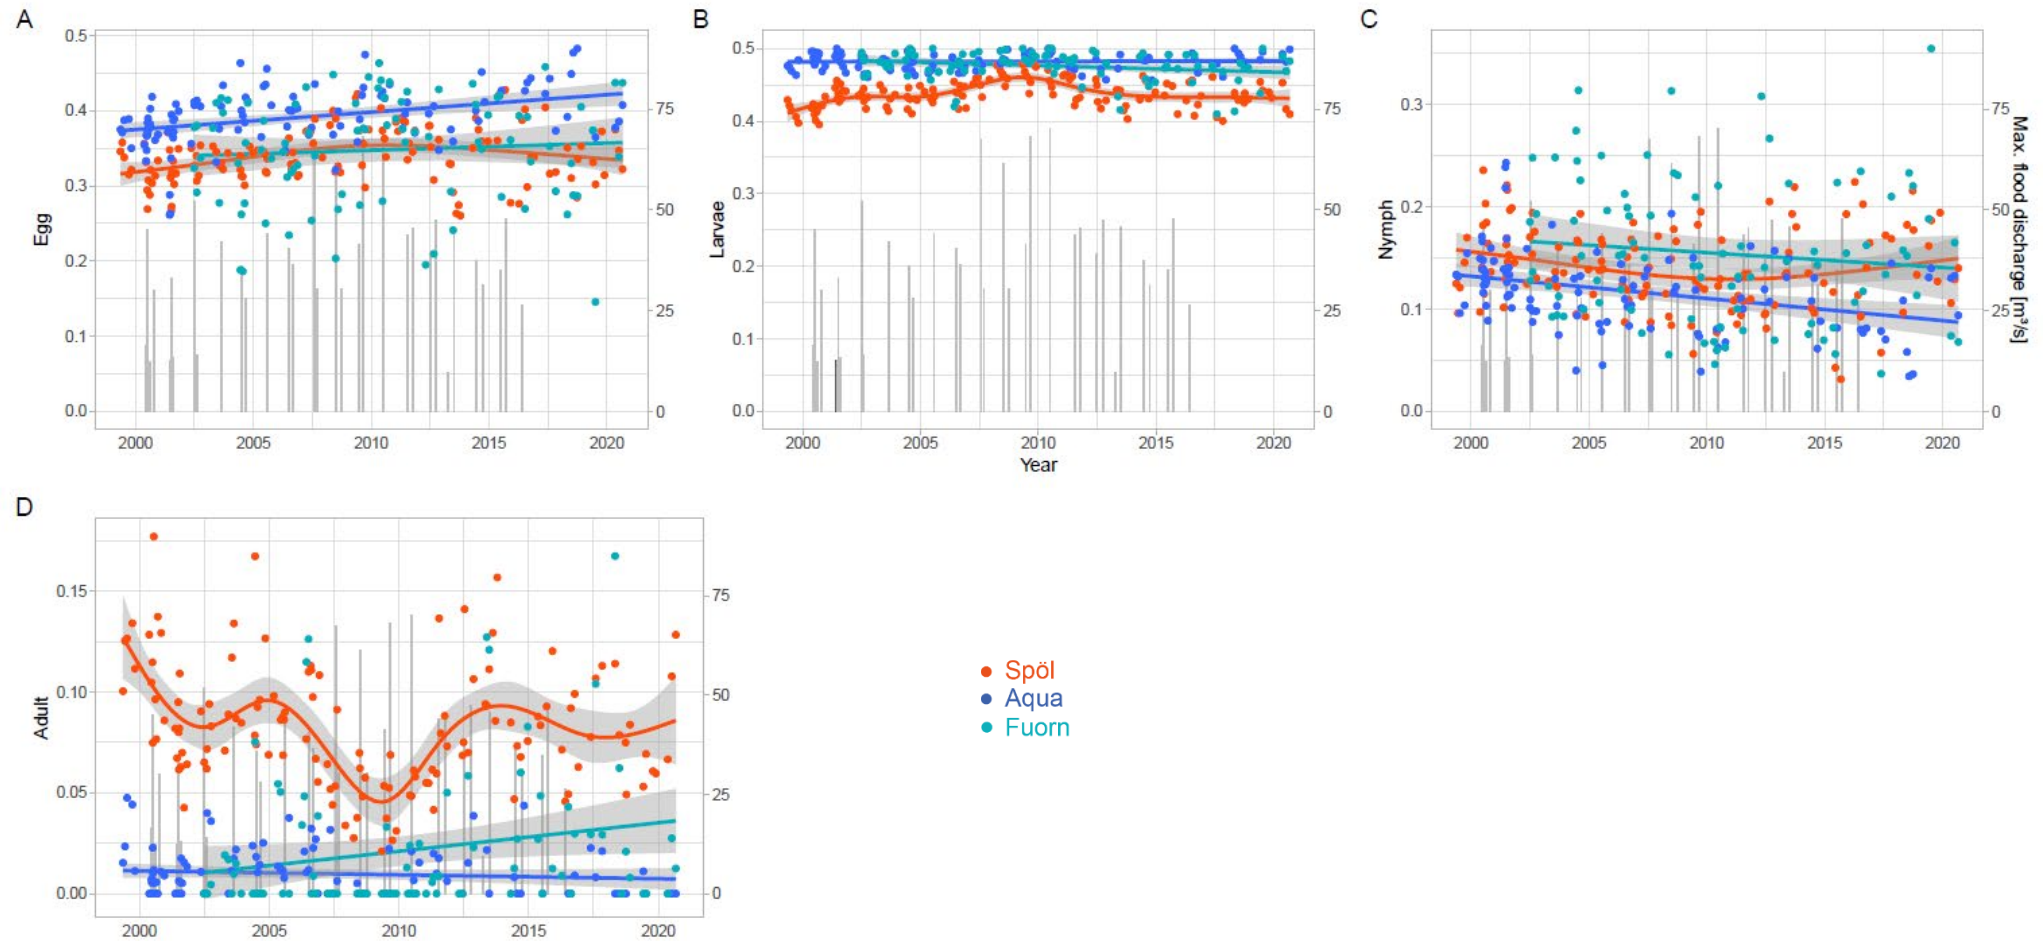 A
Egg
0.5
0.4
0.3
0.2
0.1
0.0
75
50
25
0
2000 2005 2010 2015 2020
B
Larvae
0.5
0.4
0.3
0.2
0.1
0.0
75
50
25
0
2000 2005 2010 2015 2020
Year
C
Nymph
0.3
0.2
0.1
0.0
75
50
25
0
Max. flood discharge [m³/s]
2000 2005 2010 2015 2020
D
Adult
0.15
0.10
0.05
0.00
75
50
25
0
2000 2005 2010 2015 2020
Spöl
Aqua
Fuorn